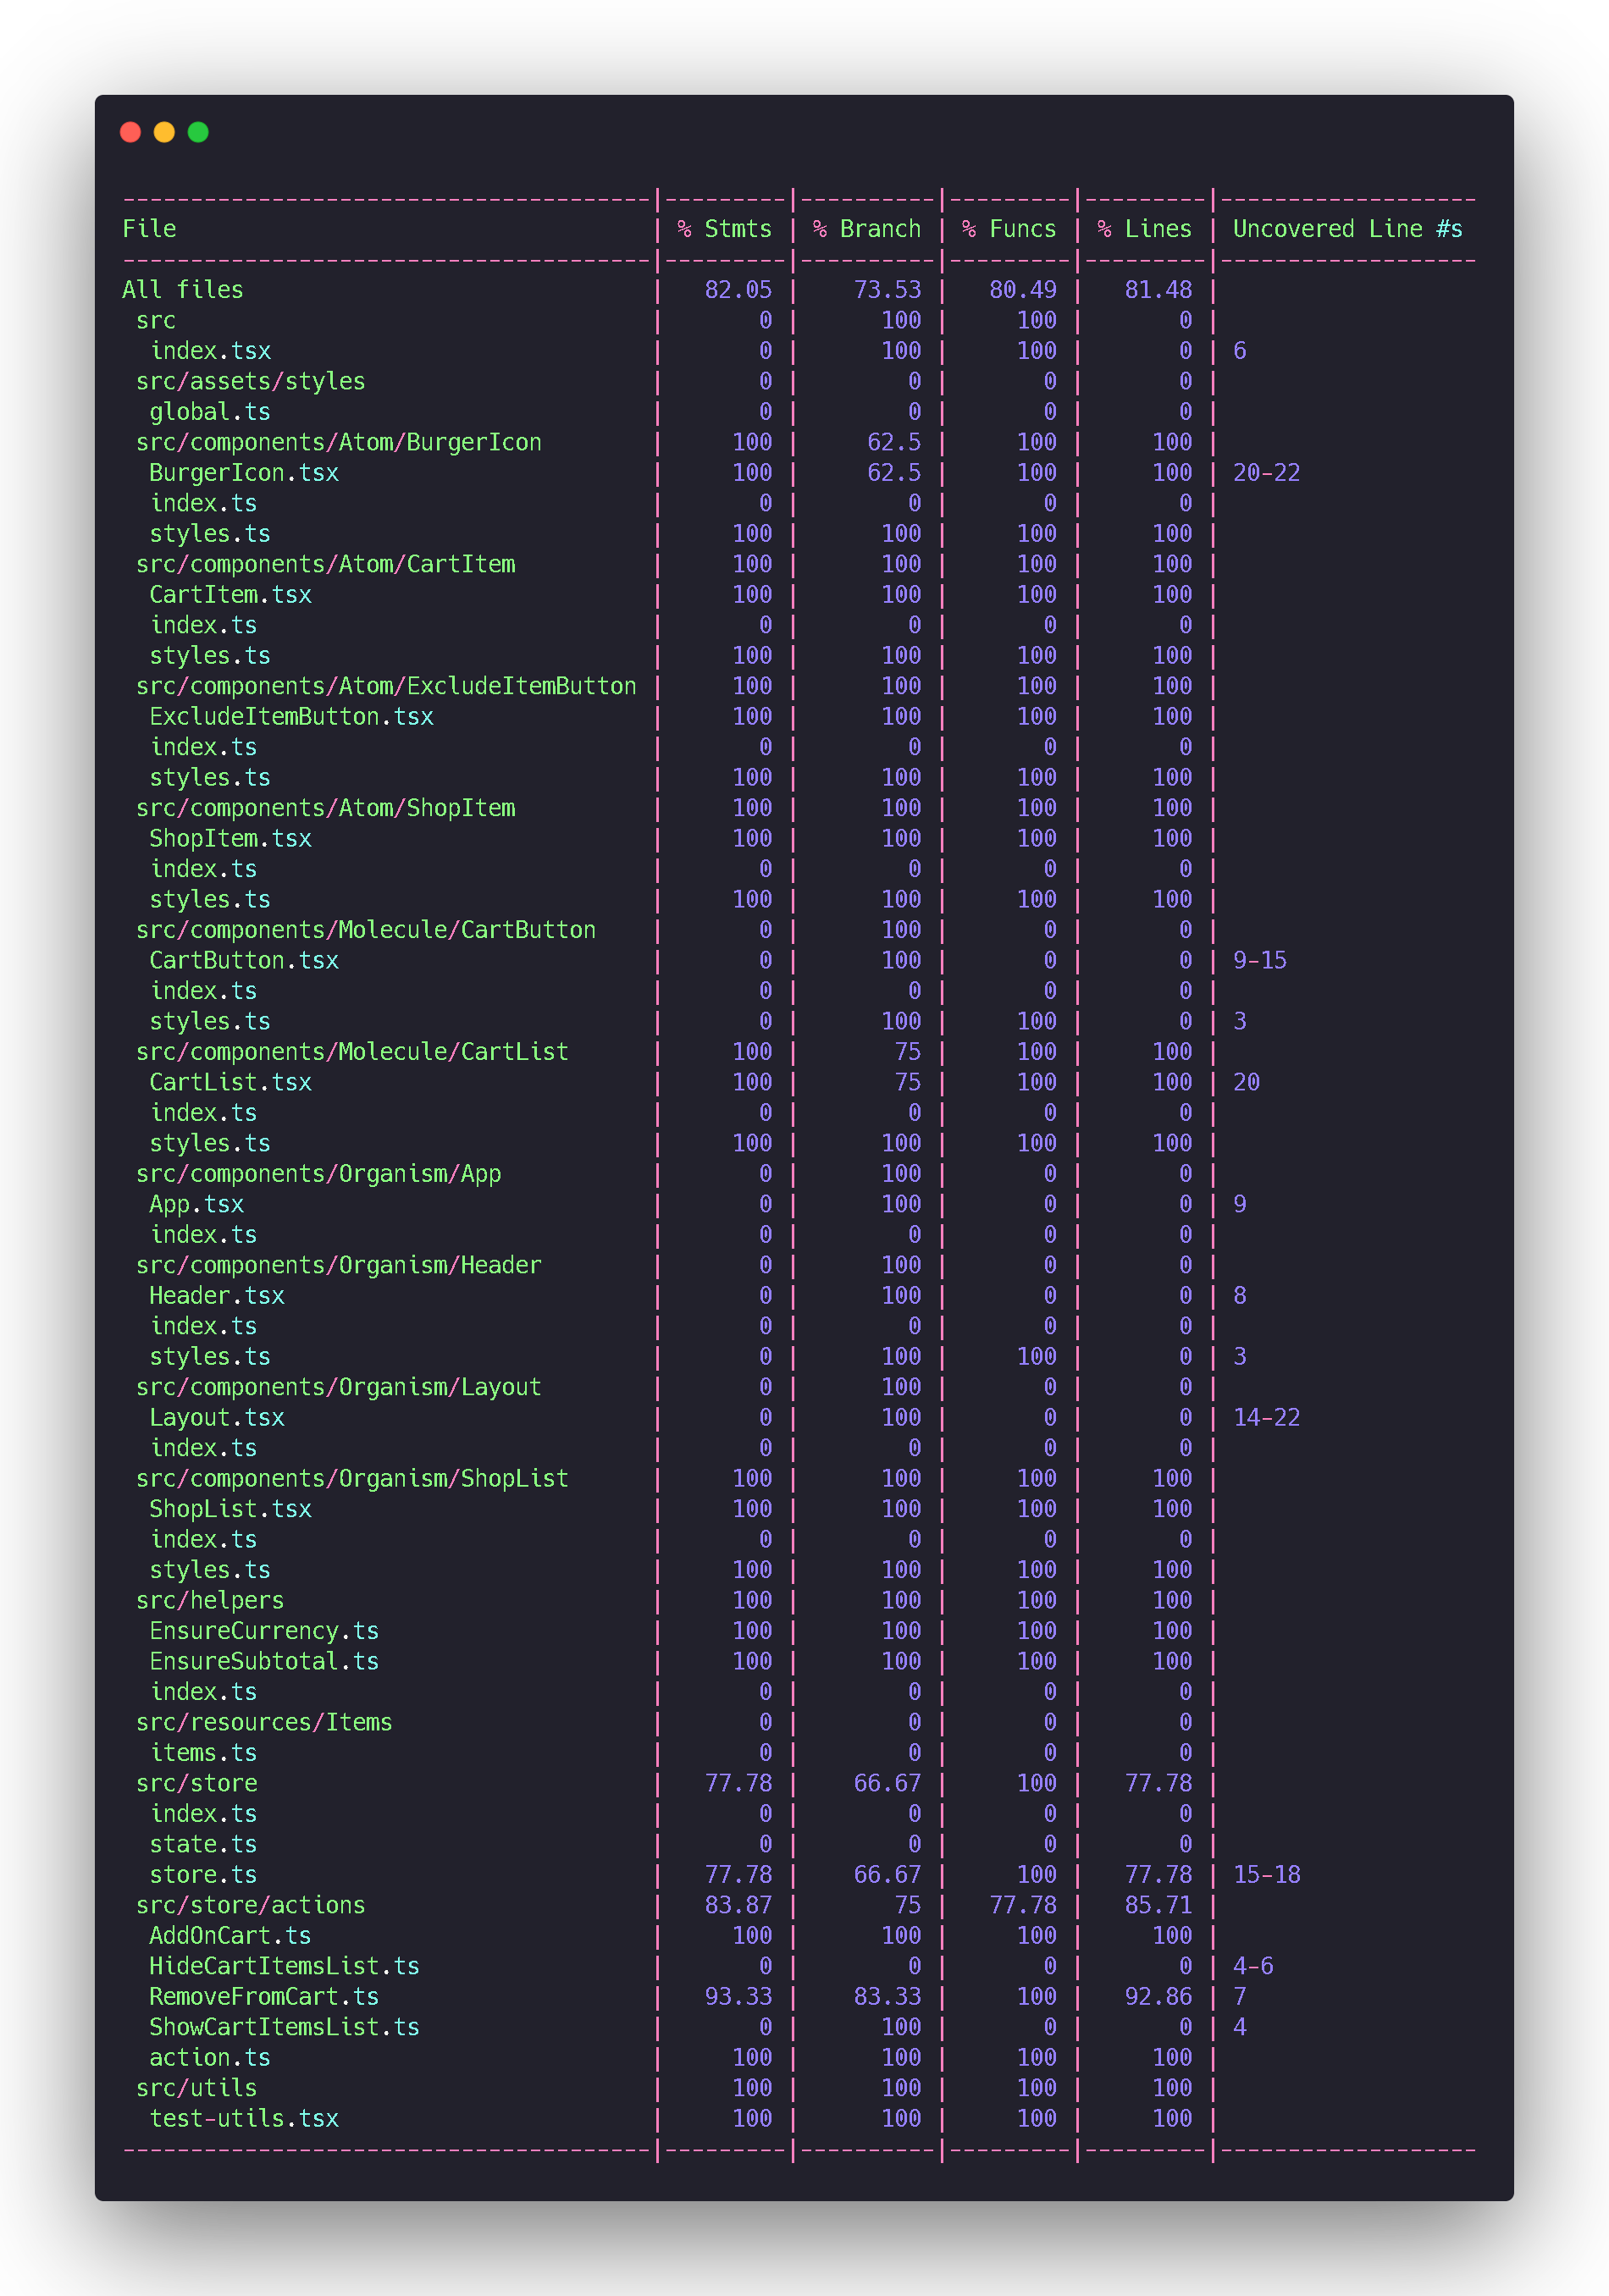 -------------------------------------|---------|----------|---------|---------|-------------------
File                                 | % Stmts | % Branch | % Funcs | % Lines | Uncovered Line #s
-------------------------------------|---------|----------|---------|---------|-------------------
All files                            |   82.05 |    73.53 |   80.49 |   81.48 |
 src                                 |       0 |      100 |     100 |       0 |
  index.tsx                          |       0 |      100 |     100 |       0 | 6
 src/assets/styles                   |       0 |        0 |       0 |       0 |
  global.ts                          |       0 |        0 |       0 |       0 |
 src/components/Atom/BurgerIcon      |     100 |     62.5 |     100 |     100 |
  BurgerIcon.tsx                     |     100 |     62.5 |     100 |     100 | 20-22
  index.ts                           |       0 |        0 |       0 |       0 |
  styles.ts                          |     100 |      100 |     100 |     100 |
 src/components/Atom/CartItem        |     100 |      100 |     100 |     100 |
  CartItem.tsx                       |     100 |      100 |     100 |     100 |
  index.ts                           |       0 |        0 |       0 |       0 |
  styles.ts                          |     100 |      100 |     100 |     100 |
 src/components/Atom/ExcludeItemButton |     100 |      100 |     100 |     100 |
  ExcludeItemButton.tsx              |     100 |      100 |     100 |     100 |
  index.ts                           |       0 |        0 |       0 |       0 |
  styles.ts                          |     100 |      100 |     100 |     100 |
 src/components/Atom/ShopItem        |     100 |      100 |     100 |     100 |
  ShopItem.tsx                       |     100 |      100 |     100 |     100 |
  index.ts                           |       0 |        0 |       0 |       0 |
  styles.ts                          |     100 |      100 |     100 |     100 |
 src/components/Molecule/CartButton  |       0 |      100 |       0 |       0 |
  CartButton.tsx                     |       0 |      100 |       0 |       0 | 9-15
  index.ts                           |       0 |        0 |       0 |       0 |
  styles.ts                          |       0 |      100 |     100 |       0 | 3
 src/components/Molecule/CartList    |     100 |       75 |     100 |     100 |
  CartList.tsx                       |     100 |       75 |     100 |     100 | 20
  index.ts                           |       0 |        0 |       0 |       0 |
  styles.ts                          |     100 |      100 |     100 |     100 |
 src/components/Organism/App         |       0 |      100 |       0 |       0 |
  App.tsx                            |       0 |      100 |       0 |       0 | 9
  index.ts                           |       0 |        0 |       0 |       0 |
 src/components/Organism/Header      |       0 |      100 |       0 |       0 |
  Header.tsx                         |       0 |      100 |       0 |       0 | 8
  index.ts                           |       0 |        0 |       0 |       0 |
  styles.ts                          |       0 |      100 |     100 |       0 | 3
 src/components/Organism/Layout      |       0 |      100 |       0 |       0 |
  Layout.tsx                         |       0 |      100 |       0 |       0 | 14-22
  index.ts                           |       0 |        0 |       0 |       0 |
 src/components/Organism/ShopList    |     100 |      100 |     100 |     100 |
  ShopList.tsx                       |     100 |      100 |     100 |     100 |
  index.ts                           |       0 |        0 |       0 |       0 |
  styles.ts                          |     100 |      100 |     100 |     100 |
 src/helpers                         |     100 |      100 |     100 |     100 |
  EnsureCurrency.ts                  |     100 |      100 |     100 |     100 |
  EnsureSubtotal.ts                  |     100 |      100 |     100 |     100 |
  index.ts                           |       0 |        0 |       0 |       0 |
 src/resources/Items                 |       0 |        0 |       0 |       0 |
  items.ts                           |       0 |        0 |       0 |       0 |
 src/store                           |   77.78 |    66.67 |     100 |   77.78 |
  index.ts                           |       0 |        0 |       0 |       0 |
  state.ts                           |       0 |        0 |       0 |       0 |
  store.ts                           |   77.78 |    66.67 |     100 |   77.78 | 15-18
 src/store/actions                   |   83.87 |       75 |   77.78 |   85.71 |
  AddOnCart.ts                       |     100 |      100 |     100 |     100 |
  HideCartItemsList.ts               |       0 |        0 |       0 |       0 | 4-6
  RemoveFromCart.ts                  |   93.33 |    83.33 |     100 |   92.86 | 7
  ShowCartItemsList.ts               |       0 |      100 |       0 |       0 | 4
  action.ts                          |     100 |      100 |     100 |     100 |
 src/utils                           |     100 |      100 |     100 |     100 |
  test-utils.tsx                     |     100 |      100 |     100 |     100 |
-------------------------------------|---------|----------|---------|---------|-------------------